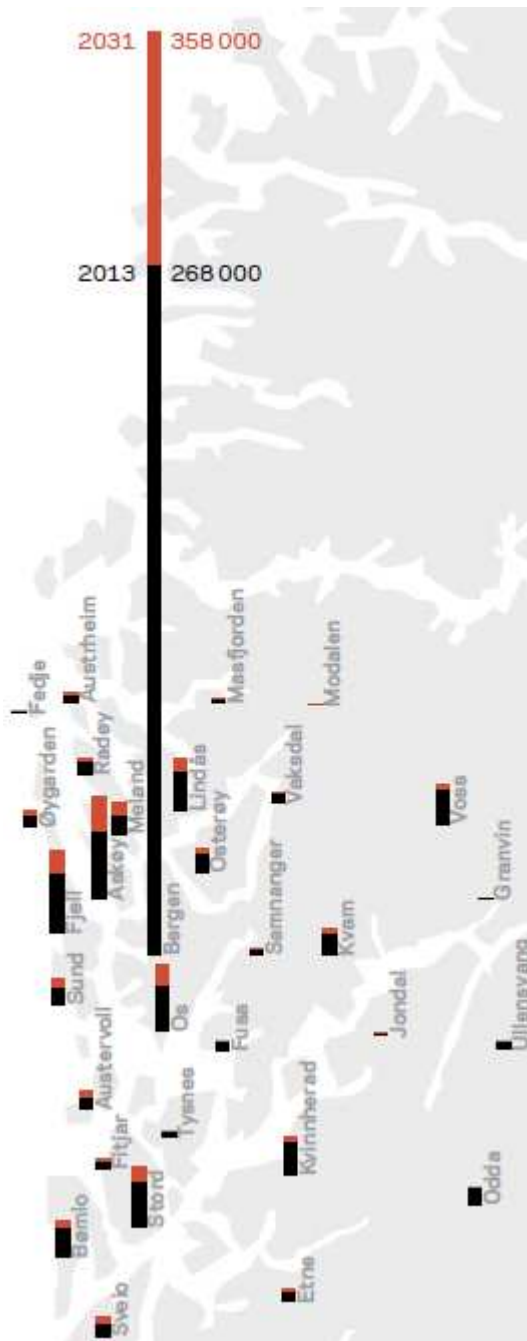 2031 358 000
2013 268 000
Fedje
Austrheim
Masfjorden
Modalen
Øygarden
Radøy
Meland
Lindås
Vaksdal
Voss
Askøy
Osterøy
Fjell
Bergen
Samnanger
Kvam
Granvin
Sund
Os
Fusa
Jondal
Ullensvang
Austervoll
Tysnes
Fitjar
Kvinnherad
Stord
Odda
Bømlo
Etne
Sveio